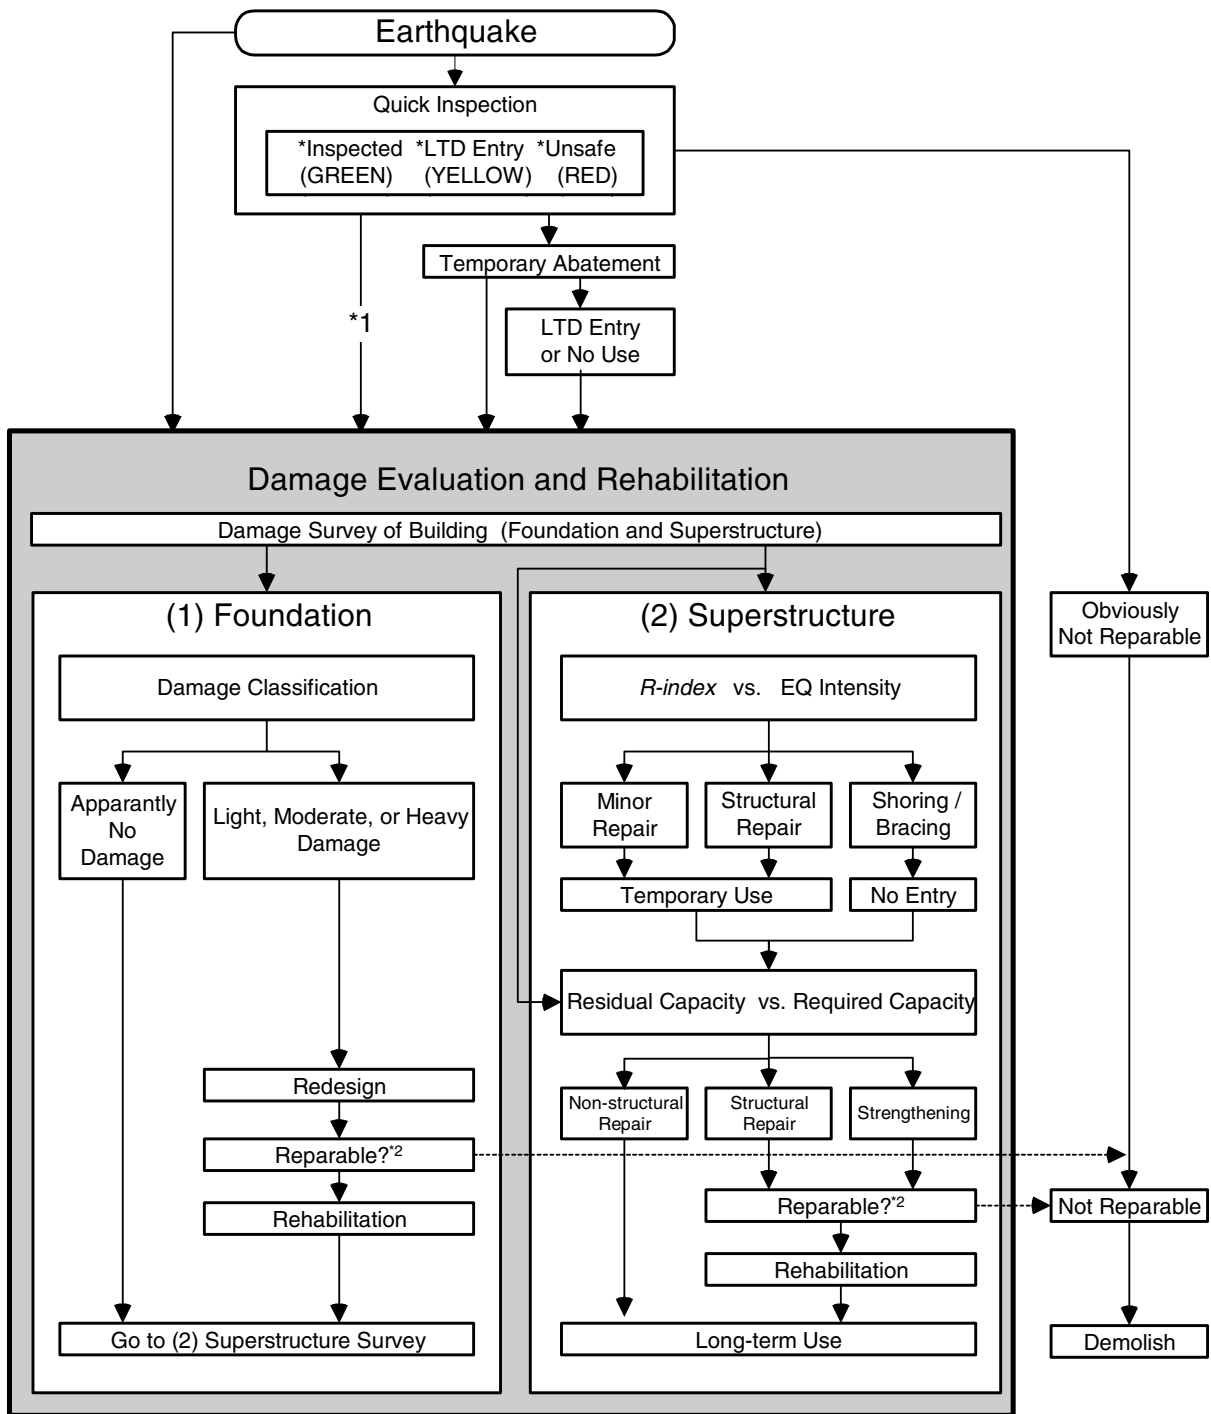 Earthquake
Quick Inspection
*Inspected *LTD Entry *Unsafe
(GREEN) (YELLOW) (RED)
Temporary Abatement
*1
LTD Entry
or No Use
Damage Evaluation and Rehabilitation
Damage Survey of Building (Foundation and Superstructure)
(1) Foundation
Damage Classification
Apparantly
No
Damage
Light, Moderate, or Heavy
Damage
Redesign
Reparable?*2
Rehabilitation
Go to (2) Superstructure Survey
(2) Superstructure
R-index vs. EQ Intensity
Minor
Repair
Structural
Repair
Shoring /
Bracing
Temporary Use
No Entry
Residual Capacity vs. Required Capacity
Non-structural
Repair
Structural
Repair
Strengthening
Reparable?*2
Rehabilitation
Long-term Use
Obviously
Not Reparable
Not Reparable
Demolish